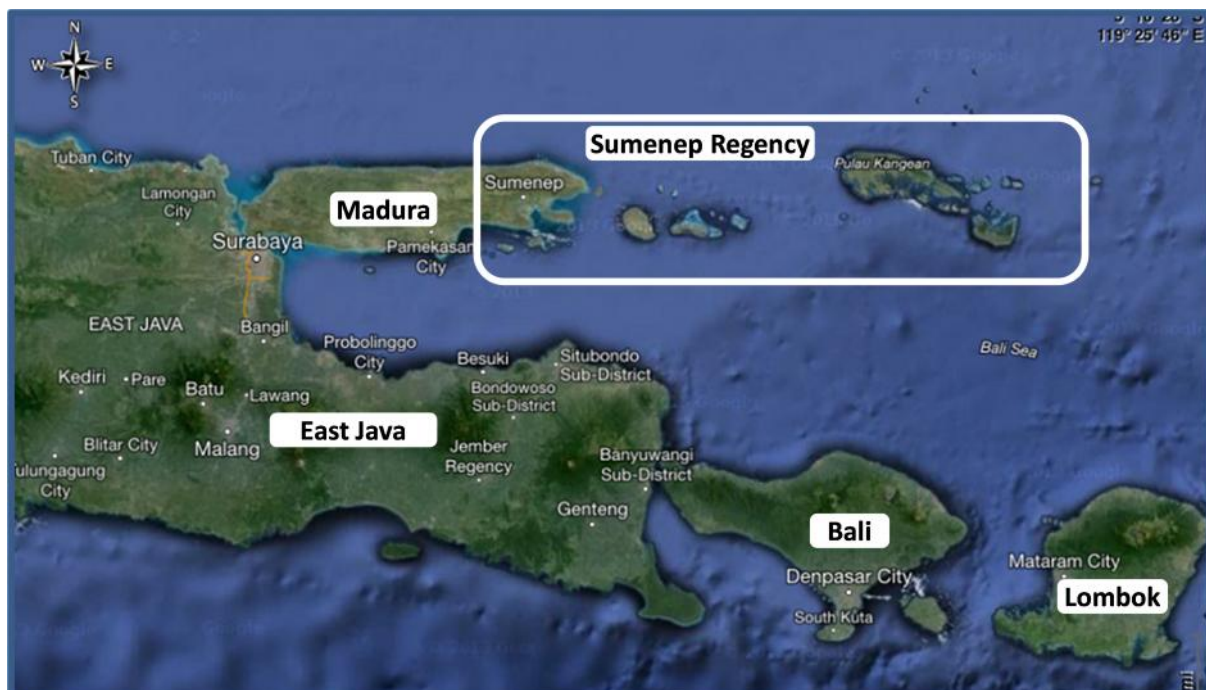 N
W E
S
119° 25' 46" E
Sumenep Regency
Tuban City
Pulau Kangean
Lamongan
City
Sumenep
Madura
Surabaya
Pamekasan
City
EAST JAVA
Bangil
Probolinggo
City
Besuki
Situbondo
Sub-District
Bali Sea
Kediri
Pare
Batu
Lawang
Bondowoso
Sub-District
East Java
Blitar City
Malang
Jember
Regency
Banyuwangi
Sub-District
Tulungagung
City
Genteng
Bali
Mataram City
Denpasar City
Lombok
South Kuta
mi